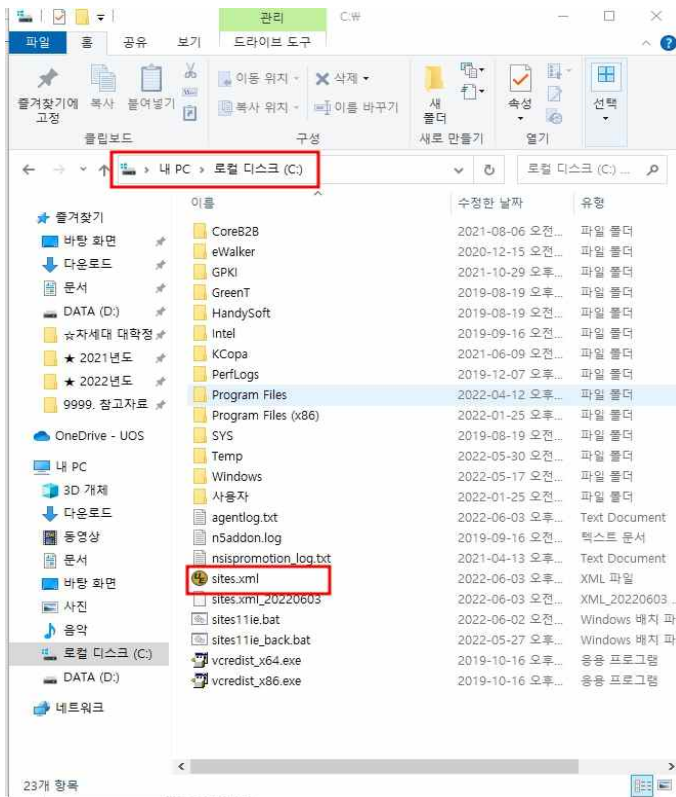 관리 C:₩
파일 홈 공유 보기 드라이브 도구
즐겨찾기에 고정 복사 붙여넣기
이동 위치 삭제
복사 위치 이름 바꾸기
새 폴더
속성
선택
클립보드 구성 새로 만들기 열기
내 PC › 로컬 디스크 (C:) 로컬 디스크 (C:) ...
이름 수정한 날짜 유형
즐겨찾기
바탕 화면
다운로드
문서
DATA (D:)
☆차세대 대학정
★ 2021년도
★ 2022년도
9999. 참고자료
OneDrive - UOS
내 PC
3D 개체
다운로드
동영상
문서
바탕 화면
사진
음악
로컬 디스크 (C:)
DATA (D:)
네트워크
CoreB2B 2021-08-06 오전... 파일 폴더
eWalker 2020-12-15 오전... 파일 폴더
GPKI 2021-10-29 오후... 파일 폴더
GreenT 2019-08-19 오후... 파일 폴더
HandySoft 2019-08-19 오전... 파일 폴더
Intel 2019-09-16 오전... 파일 폴더
KCopa 2021-06-09 오전... 파일 폴더
PerfLogs 2019-12-07 오후... 파일 폴더
Program Files 2022-04-12 오후... 파일 폴더
Program Files (x86) 2022-01-25 오전... 파일 폴더
SYS 2019-08-19 오전... 파일 폴더
Temp 2022-05-30 오전... 파일 폴더
Windows 2022-05-17 오전... 파일 폴더
사용자 2022-01-25 오전... 파일 폴더
agentlog.txt 2022-06-03 오후... Text Document
n5addon.log 2019-09-16 오전... 텍스트 문서
nsispromotion_log.txt 2021-04-13 오후... Text Document
sites.xml 2022-06-03 오후... XML 파일
sites.xml_20220603 2022-06-03 오전... XML_20220603 ..
sites11ie.bat 2022-06-02 오전... Windows 배치 파
sites11ie_back.bat 2022-05-27 오후... Windows 배치 파
vcredist_x64.exe 2019-10-16 오후... 응용 프로그램
vcredist_x86.exe 2019-10-16 오후... 응용 프로그램
23개 항목